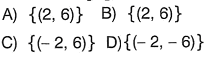 A) {(2, 6)} B) {(2, 6)}
C) {(– 2, 6)} D){(– 2, – 6)}